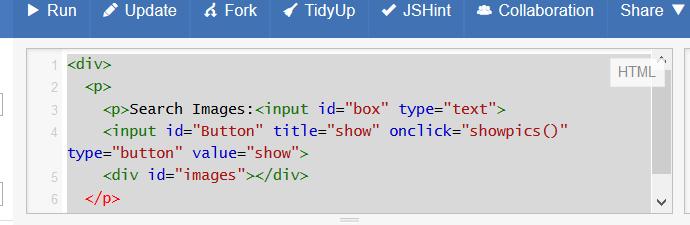 Run Update Fork TidyUp JSHint Collaboration Share
HTML
1 <div>
2 <p>
3 <p>Search Images:<input id="box" type="text">
4 <input id="Button" title="show" onclick="showpics()"
type="button" value="show">
5 <div id="images"></div>
6 </p>